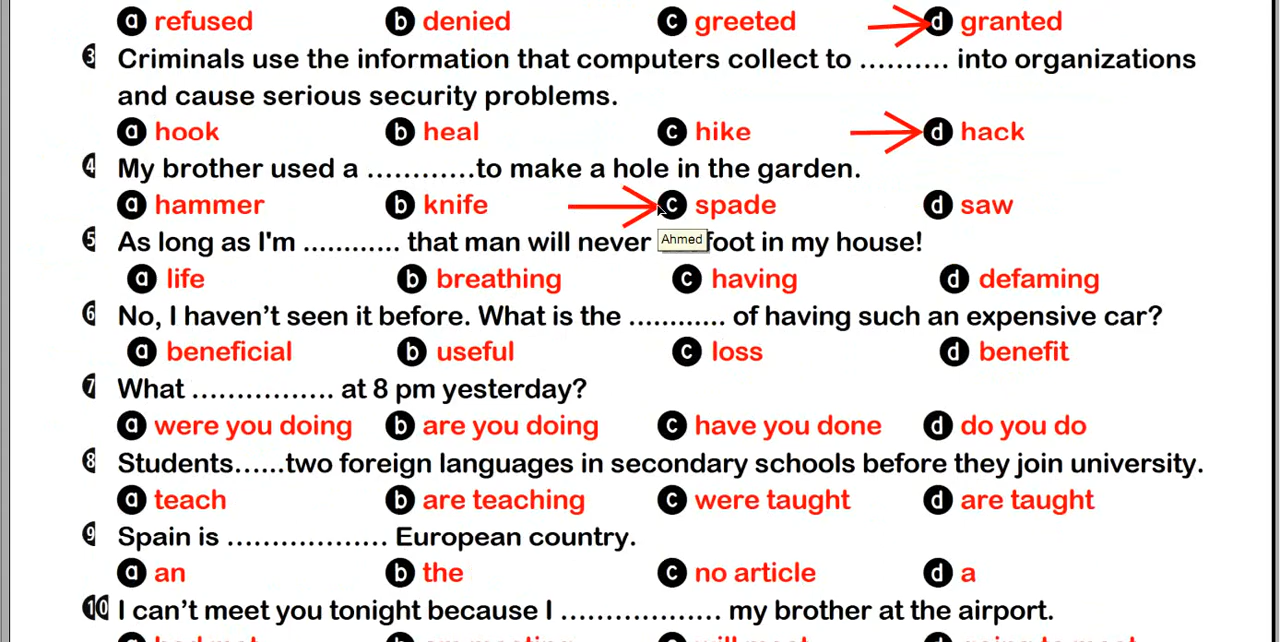 a refused b denied c greeted d granted
3 Criminals use the information that computers collect to .......... into organizations
and cause serious security problems.
a hook b heal c hike d hack
4 My brother used a ............to make a hole in the garden.
a hammer b knife c spade d saw
5 As long as I'm ............ that man will never foot in my house!
Ahmed
a life b breathing c having d defaming
6 No, I haven't seen it before. What is the ............ of having such an expensive car?
a beneficial b useful c loss d benefit
7 What ................ at 8 pm yesterday?
a were you doing b are you doing c have you done d do you do
8 Students......two foreign languages in secondary schools before they join university.
a teach b are teaching c were taught d are taught
9 Spain is .................. European country.
a an b the c no article d a
10 I can't meet you tonight because I .................. my brother at the airport.